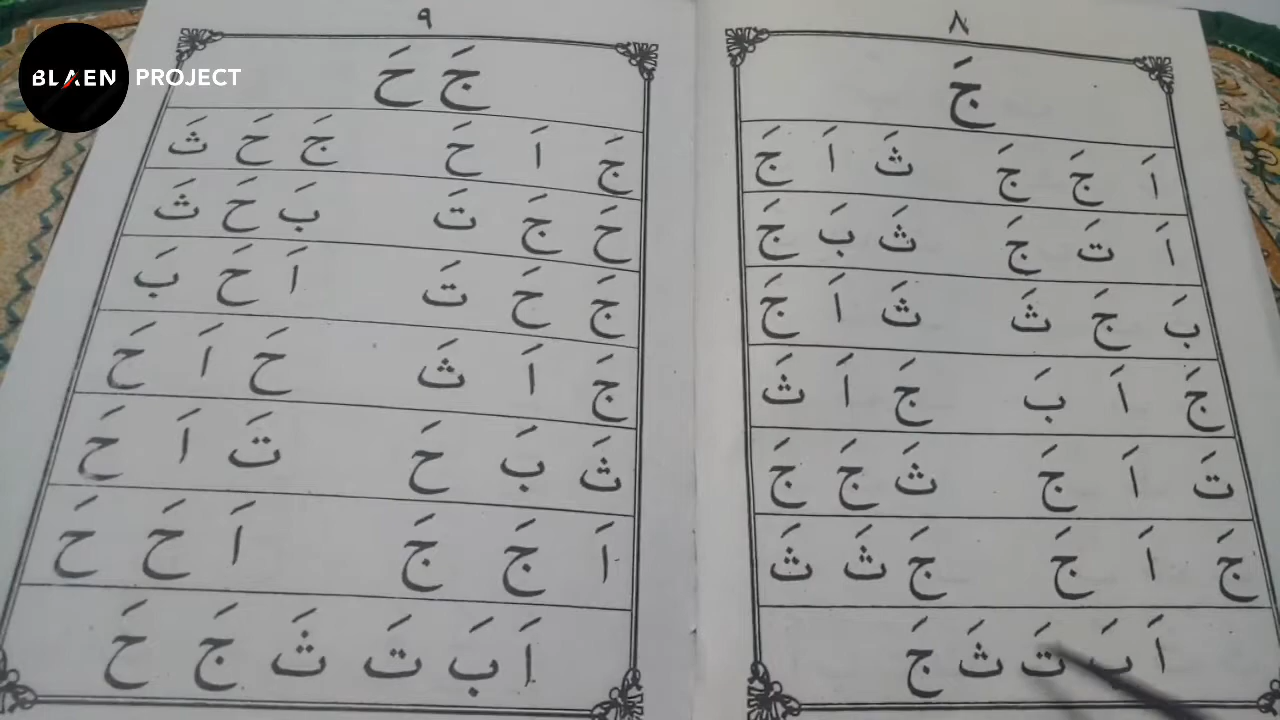 BLAEN PROJECT
٨
جَ
اَ جَ جَ ثَ اَ جَ
اَ تَ جَ ثَ بَ جَ
بَ جَ ثَ ثَ اَ جَ
جَ اَ بَ جَ اَ ثَ
تَ اَ جَ ثَ جَ جَ
جَ اَ جَ جَ ثَ ثَ
اَ بَ تَ ثَ جَ
٩
جَ حَ
جَ اَ حَ جَ حَ ثَ
حَ جَ تَ بَ حَ ثَ
جَ حَ تَ اَ حَ بَ
جَ اَ ثَ حَ اَ حَ
ثَ بَ حَ تَ اَ حَ
اَ جَ جَ اَ حَ حَ
اَ بَ تَ ثَ جَ حَ